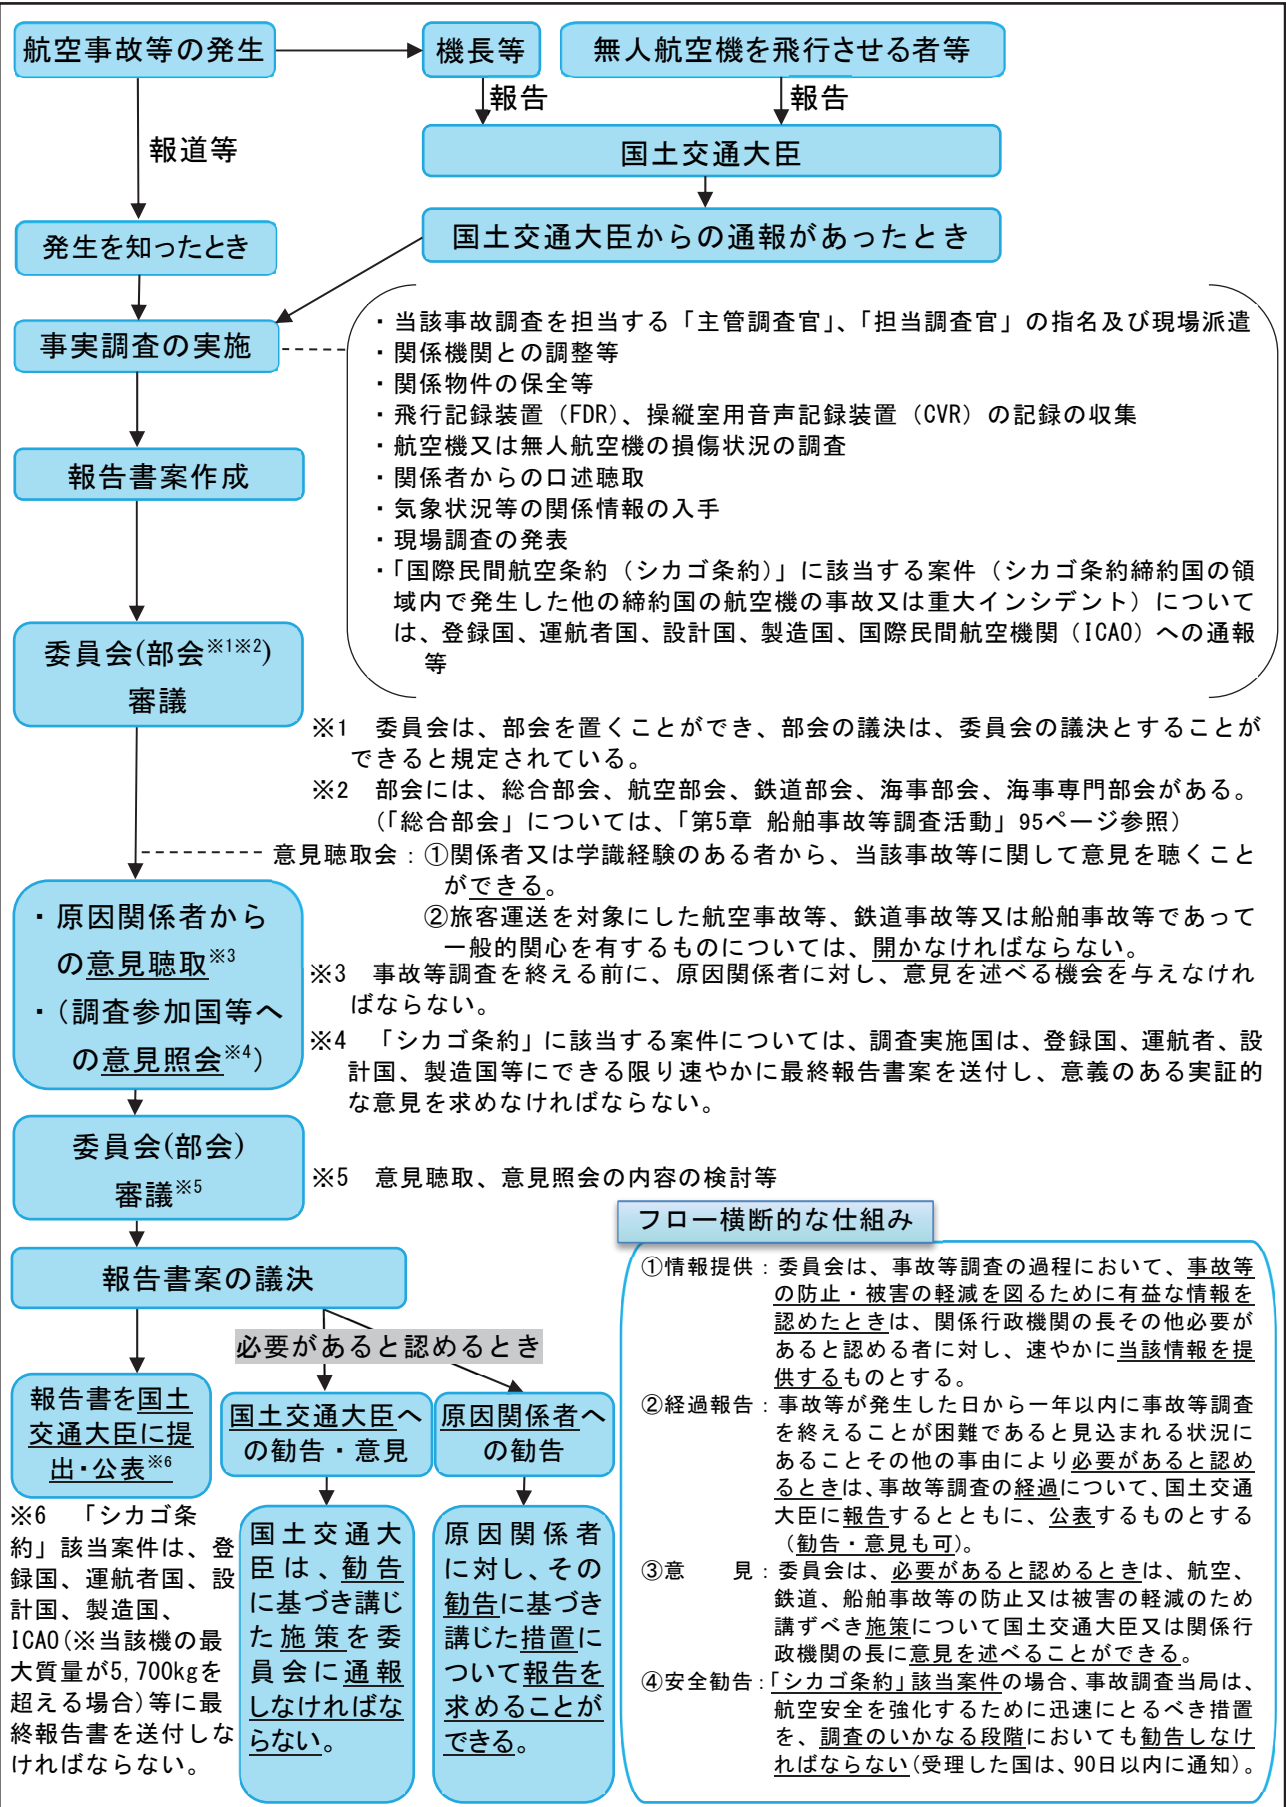 航空事故等の発生
機長等
無人航空機を飛行させる者等
報告
報告
報道等
国土交通大臣
発生を知ったとき
国土交通大臣からの通報があったとき
事実調査の実施
・当該事故調査を担当する「主管調査官」、「担当調査官」の指名及び現場派遣
・関係機関との調整等
・関係物件の保全等
・飛行記録装置（FDR）、操縦室用音声記録装置（CVR）の記録の収集
・航空機又は無人航空機の損傷状況の調査
・関係者からの口述聴取
・気象状況等の関係情報の入手
・現場調査の発表
・「国際民間航空条約（シカゴ条約）」に該当する案件（シカゴ条約締約国の領
域内で発生した他の締約国の航空機の事故又は重大インシデント）について
は、登録国、運航者国、設計国、製造国、国際民間航空機関（ICAO）への通報
等
報告書案作成
委員会(部会※1※2)
審議
※1　委員会は、部会を置くことができ、部会の議決は、委員会の議決とすることが
できると規定されている。
※2　部会には、総合部会、航空部会、鉄道部会、海事部会、海事専門部会がある。
（「総合部会」については、「第5章 船舶事故等調査活動」95ページ参照）
意見聴取会：①関係者又は学識経験のある者から、当該事故等に関して意見を聴くこと
ができる。
②旅客運送を対象にした航空事故等、鉄道事故等又は船舶事故等であって
一般的関心を有するものについては、開かなければならない。
・原因関係者から
の意見聴取※3
・（調査参加国等へ
の意見照会※4）
※3　事故等調査を終える前に、原因関係者に対し、意見を述べる機会を与えなけれ
ばならない。
※4　「シカゴ条約」に該当する案件については、調査実施国は、登録国、運航者、設
計国、製造国等にできる限り速やかに最終報告書案を送付し、意義のある実証的
な意見を求めなければならない。
委員会(部会)
審議※5
※5　意見聴取、意見照会の内容の検討等
報告書案の議決
必要があると認めるとき
報告書を国土
交通大臣に提
出・公表※6
国土交通大臣へ
の勧告・意見
原因関係者へ
の勧告
※6　「シカゴ条
約」該当案件は、登
録国、運航者国、設
計国、製造国、
ICAO(※当該機の最
大質量が5,700kgを
超える場合)等に最
終報告書を送付しな
ければならない。
国土交通大
臣は、勧告
に基づき講じ
た施策を委
員会に通報
しなければな
らない。
原因関係者
に対し、その
勧告に基づき
講じた措置に
ついて報告を
求めることが
できる。
フロー横断的な仕組み
①情報提供：委員会は、事故等調査の過程において、事故等
の防止・被害の軽減を図るために有益な情報を
認めたときは、関係行政機関の長その他必要が
あると認める者に対し、速やかに当該情報を提
供するものとする。
②経過報告：事故等が発生した日から一年以内に事故等調査
を終えることが困難であると見込まれる状況に
あることその他の事由により必要があると認め
るときは、事故等調査の経過について、国土交通
大臣に報告するとともに、公表するものとする
（勧告・意見も可）。
③意　　見：委員会は、必要があると認めるときは、航空、
鉄道、船舶事故等の防止又は被害の軽減のため
講ずべき施策について国土交通大臣又は関係行
政機関の長に意見を述べることができる。
④安全勧告：「シカゴ条約」該当案件の場合、事故調査当局は、
航空安全を強化するために迅速にとるべき措置
を、調査のいかなる段階においても勧告しなけ
ればならない(受理した国は、90日以内に通知)。